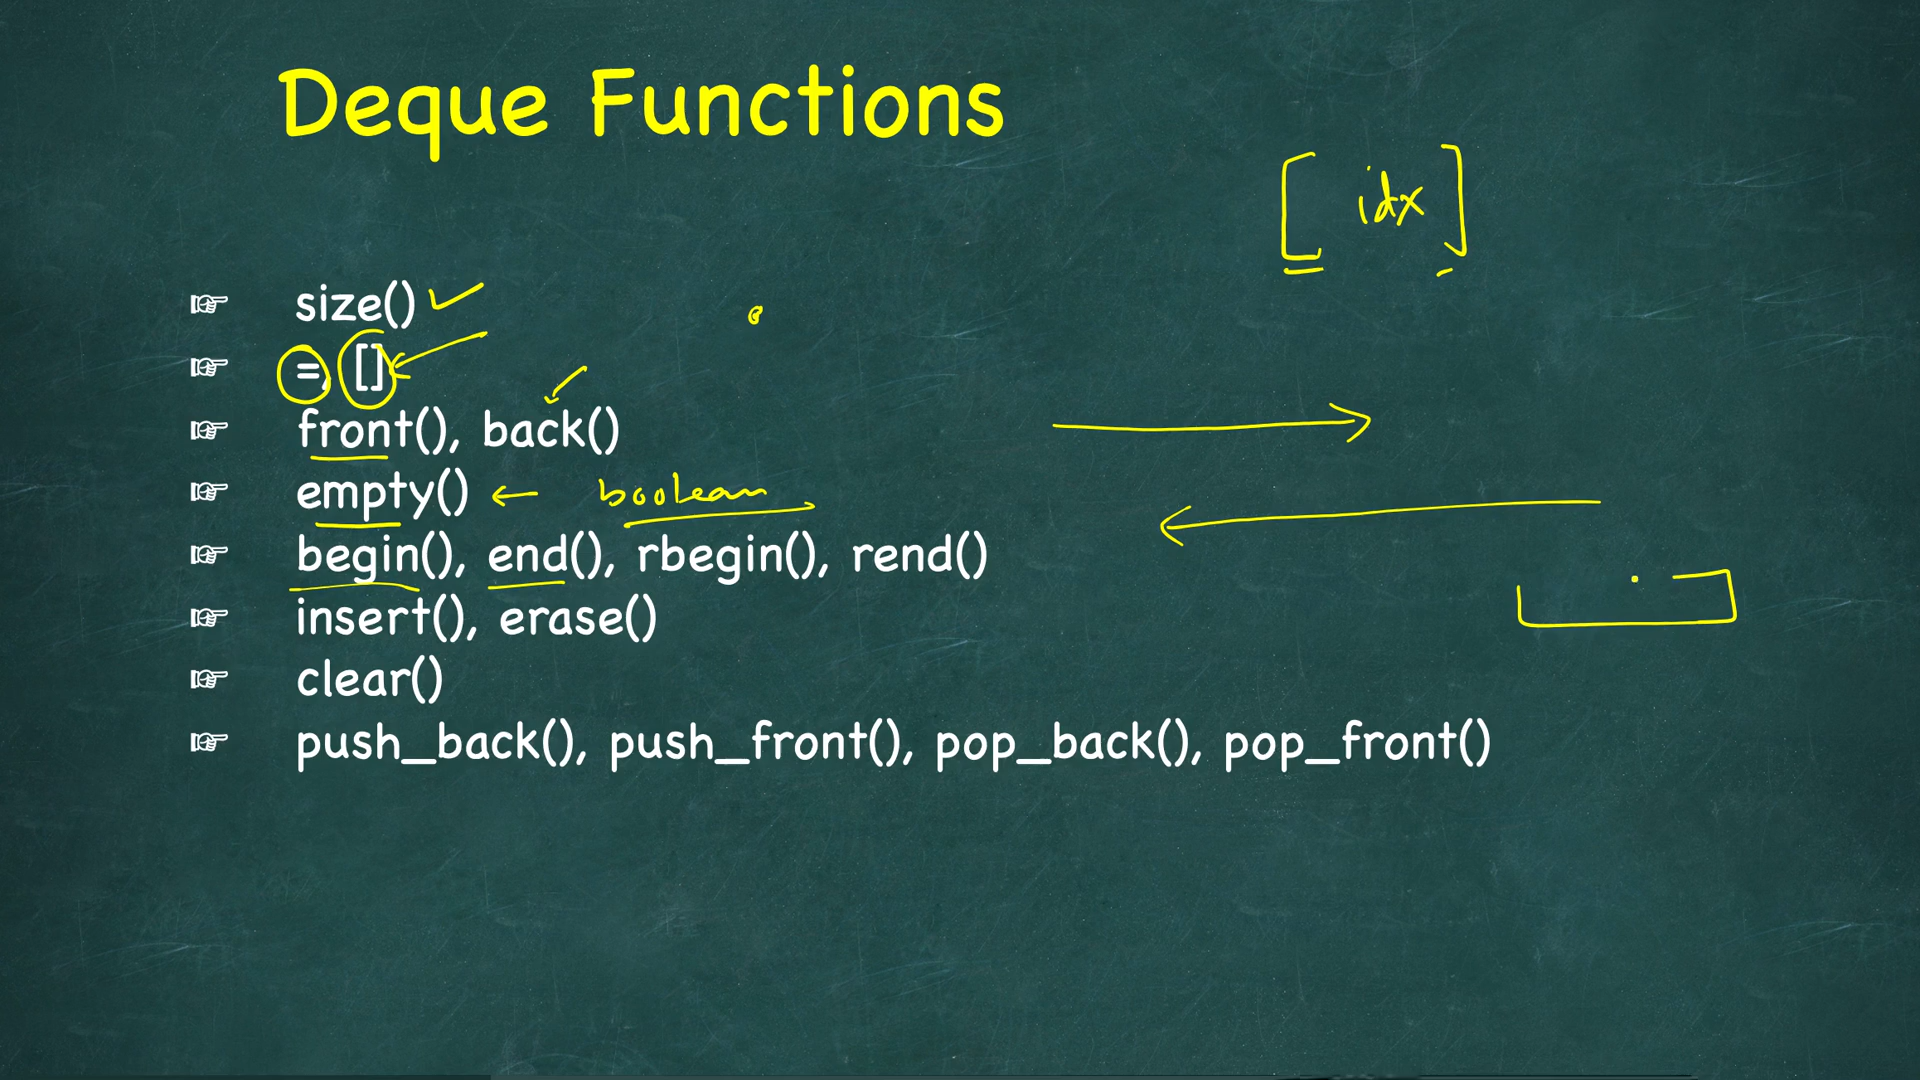 Deque Functions
[ idx ]
☞ size()
☞ =, []
☞ front(), back()
☞ empty() ← boolean
☞ begin(), end(), rbegin(), rend()
☞ insert(), erase()
☞ clear()
☞ push_back(), push_front(), pop_back(), pop_front()